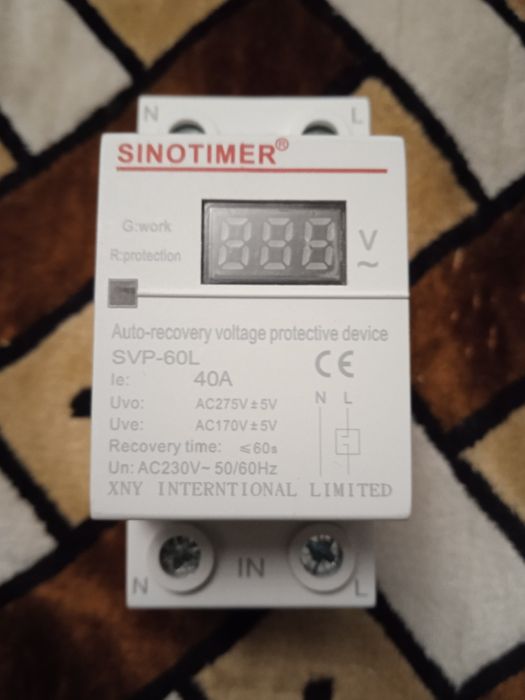 N L
SINOTIMER®
G:work
R:protection
V
~
Auto-recovery voltage protective device
SVP-60L
CE
Ie: 40A
N L
Uvo: AC275V±5V
Uve: AC170V±5V
Recovery time: ≤60s
Un: AC230V~ 50/60Hz
XNY INTERNTIONAL LIMITED
N IN L